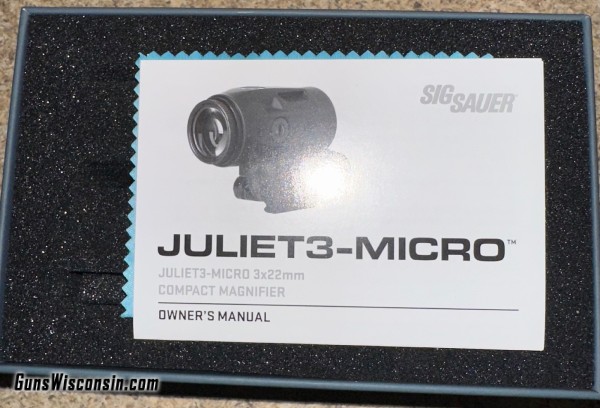 SIG SAUER
JULIET3-MICRO™
JULIET3-MICRO 3x22mm
COMPACT MAGNIFIER
OWNER'S MANUAL
GunsWisconsin.com